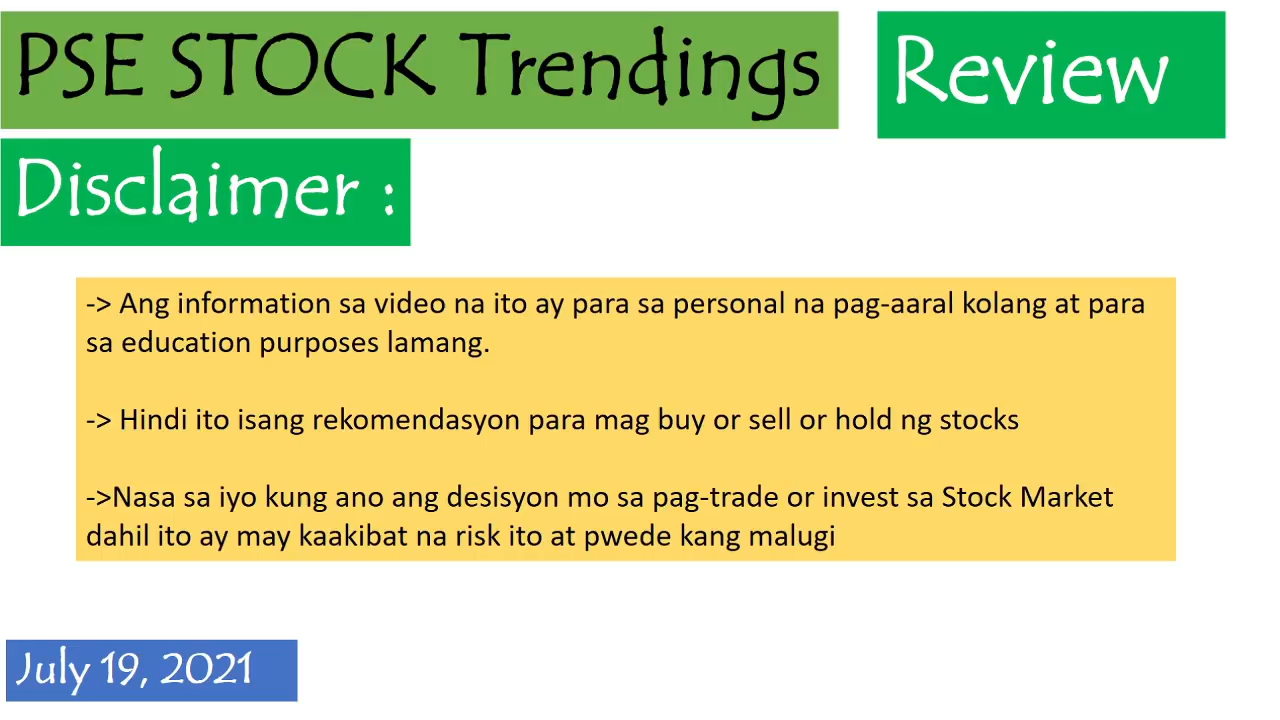 PSE STOCK Trendings
Review
Disclaimer :
-> Ang information sa video na ito ay para sa personal na pag-aaral kolang at para
sa education purposes lamang.
-> Hindi ito isang rekomendasyon para mag buy or sell or hold ng stocks
->Nasa sa iyo kung ano ang desisyon mo sa pag-trade or invest sa Stock Market
dahil ito ay may kaakibat na risk ito at pwede kang malugi
July 19, 2021